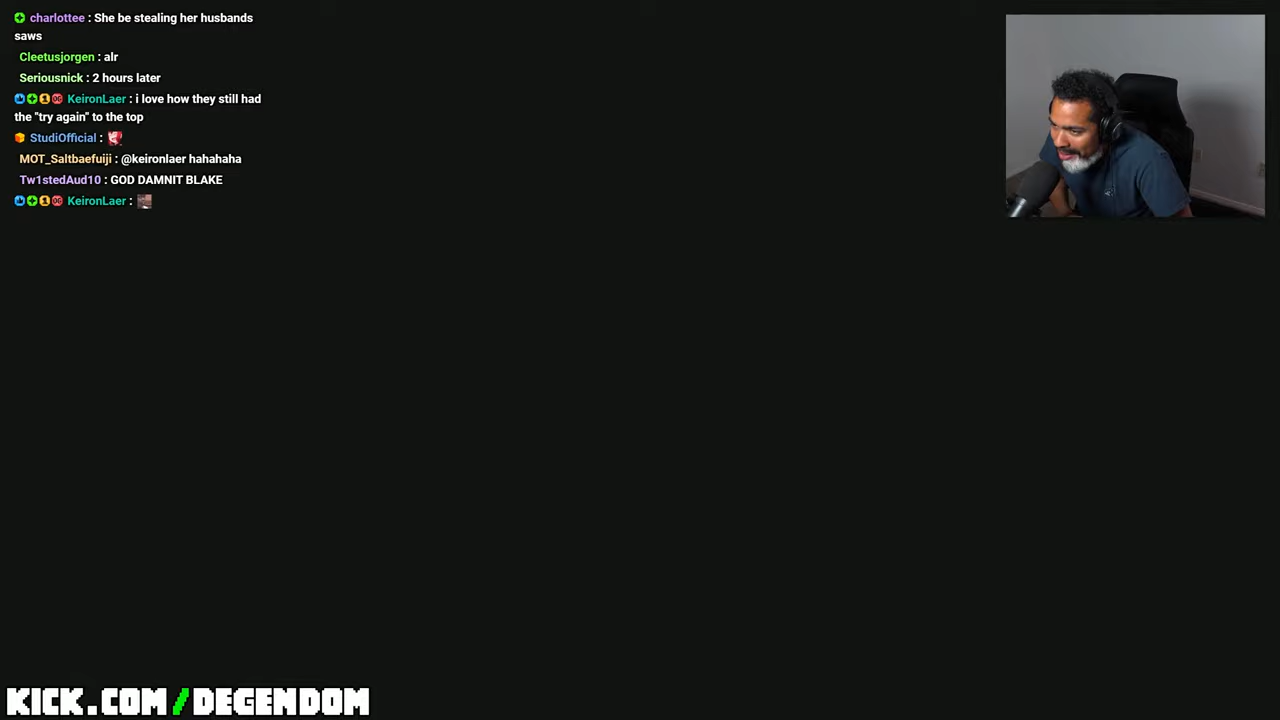 charlottee : She be stealing her husbands
saws
Cleetusjorgen : alr
Seriousnick : 2 hours later
KeironLaer : i love how they still had
the "try again" to the top
StudiOfficial :
MOT_Saltbaefuiji : @keironlaer hahahaha
Tw1stedAud10 : GOD DAMNIT BLAKE
KeironLaer :
KICK.COM/DEGENDOM